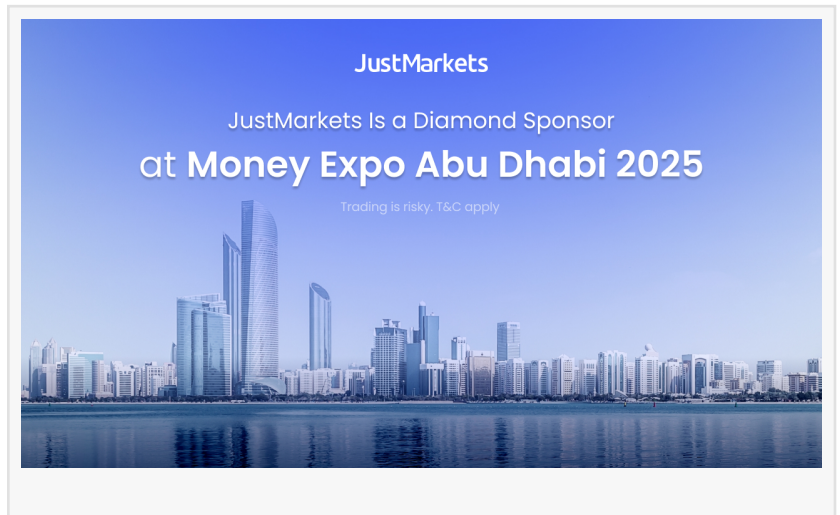 JustMarkets
JustMarkets Is a Diamond Sponsor
at Money Expo Abu Dhabi 2025
Trading is risky. T&C apply